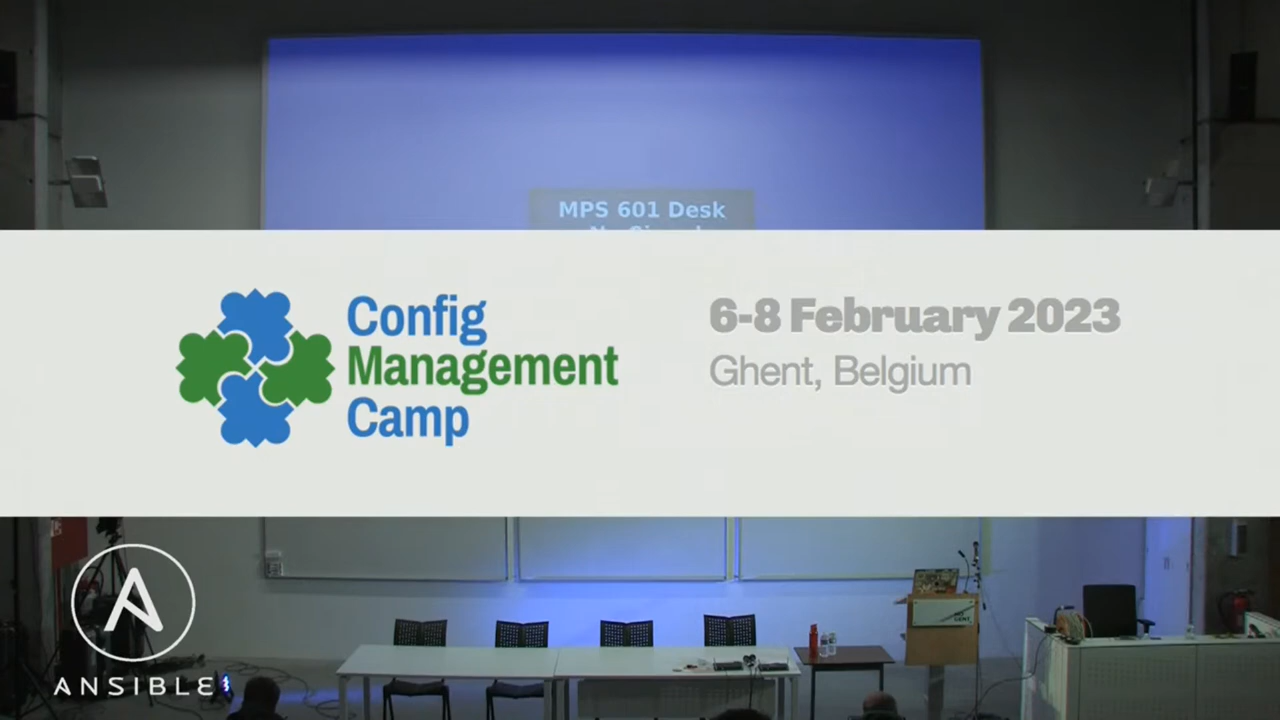 MPS 601 Desk
Config
Management
Camp
6-8 February 2023
Ghent, Belgium
ANSIBLE